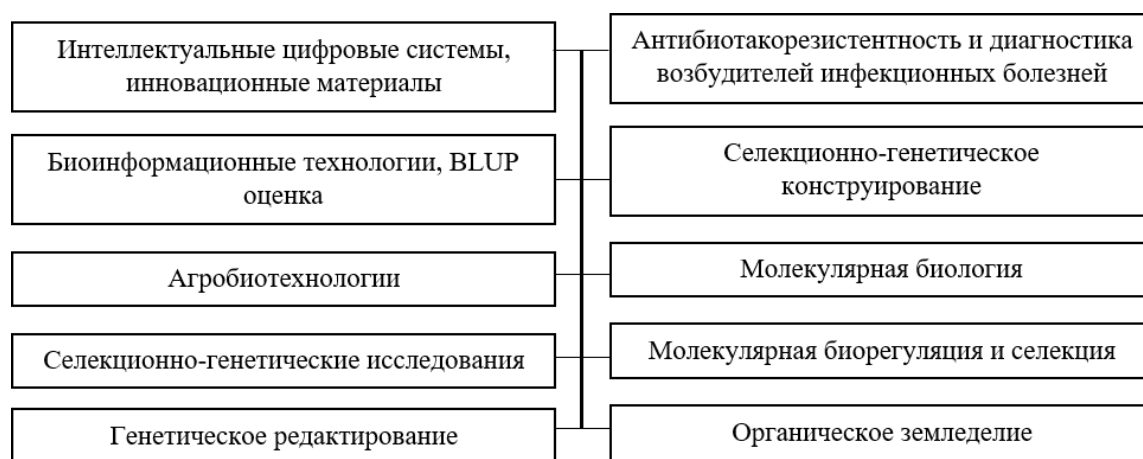 Интеллектуальные цифровые системы,
инновационные материалы
Антибиотакорезистентность и диагностика
возбудителей инфекционных болезней
Биоинформационные технологии, BLUP
оценка
Селекционно-генетическое
конструирование
Агробиотехнологии
Молекулярная биология
Селекционно-генетические исследования
Молекулярная биорегуляция и селекция
Генетическое редактирование
Органическое земледелие